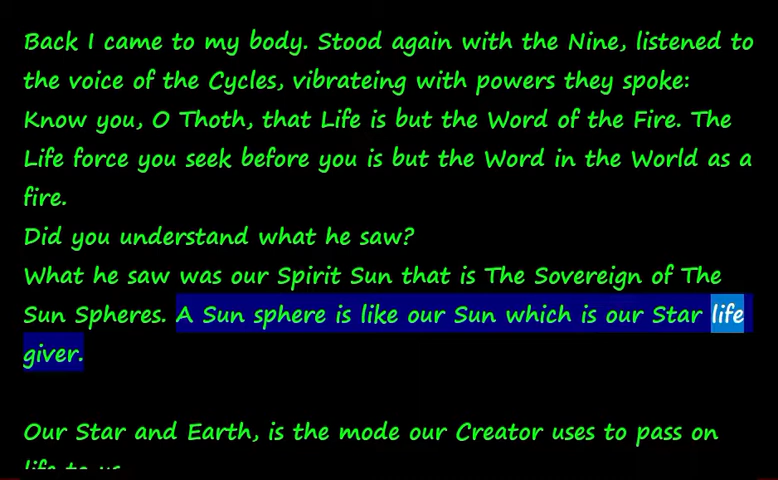 Back I came to my body. Stood again with the Nine, listened to
the voice of the Cycles, vibrateing with powers they spoke:
Know you, O Thoth, that Life is but the Word of the Fire. The
Life force you seek before you is but the Word in the World as a
fire.
Did you understand what he saw?
What he saw was our Spirit Sun that is The Sovereign of The
Sun Spheres. A Sun sphere is like our Sun which is our Star life
giver.
Our Star and Earth, is the mode our Creator uses to pass on
life to us